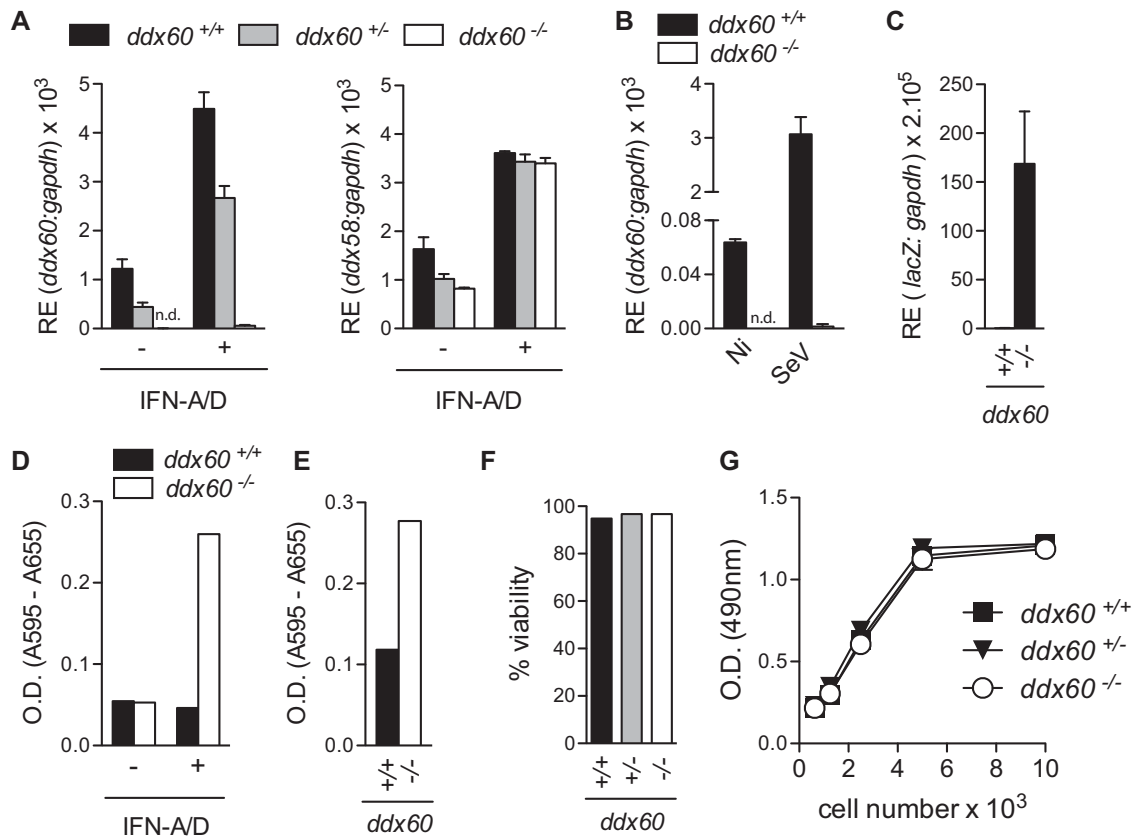 A ddx60 +/+ ddx60 +/- ddx60 -/-
RE (ddx60:gapdh) x 10³
5
4
3
2
1
0
n.d.
- +
IFN-A/D
RE (ddx58:gapdh) x 10³
5
4
3
2
1
0
- +
IFN-A/D
B ddx60 +/+
ddx60 -/-
RE (ddx60:gapdh) x 10³
4
3
2
0.08
0.04
0.00
n.d.
Ni SeV
C
RE ( lacZ: gapdh) x 2.10⁵
250
200
150
100
50
0
+/+ -/-
ddx60
D ddx60 +/+
ddx60 -/-
O.D. (A595 - A655)
0.3
0.2
0.1
0.0
- +
IFN-A/D
E
O.D. (A595 - A655)
0.3
0.2
0.1
0.0
+/+ -/-
ddx60
F
% viability
100
80
60
40
20
0
+/+ +/- -/-
ddx60
G
O.D. (490nm)
1.5
1.0
0.5
0.0
ddx60 +/+
ddx60 +/-
ddx60 -/-
0 2 4 6 8 10
cell number x 10³